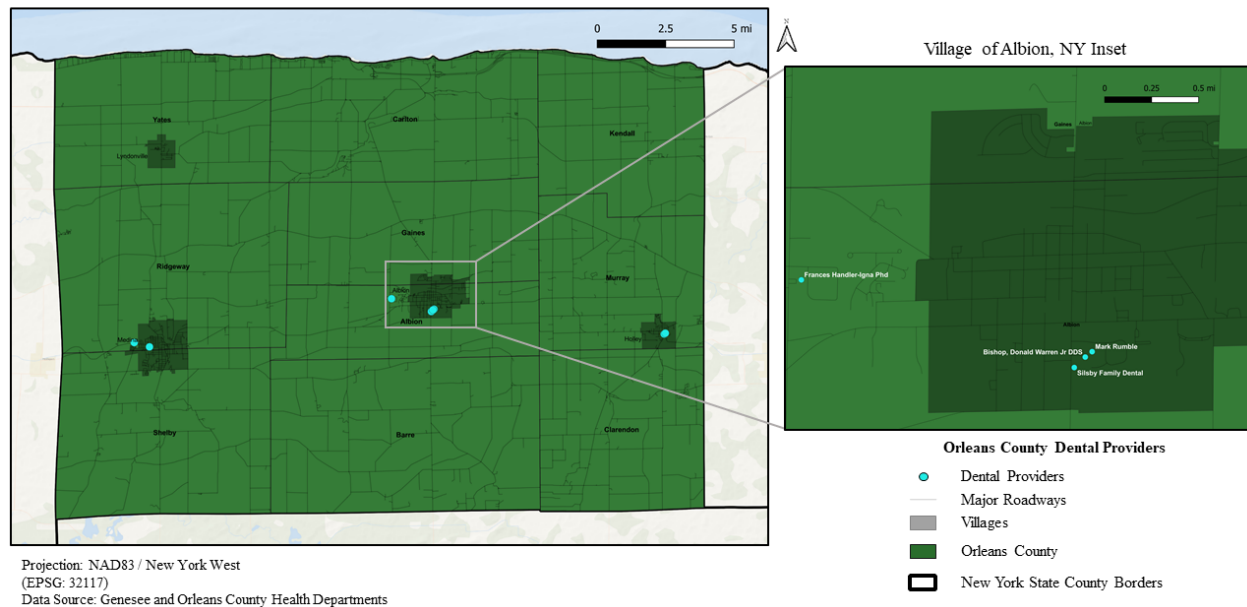 0 2.5 5 mi
N
Village of Albion, NY Inset
0 0.25 0.5 mi
Yates
Carlton
Kendall
Lyndonville
Gaines
Ridgeway
Murray
Albion
Albion
Medina
Holley
Shelby
Barre
Clarendon
Gaines Albion
Frances Handler-Igna Phd
Albion
Mark Rumble
Bishop, Donald Warren Jr DDS
Silsby Family Dental
Orleans County Dental Providers
Dental Providers
Major Roadways
Villages
Orleans County
New York State County Borders
Projection: NAD83 / New York West
(EPSG: 32117)
Data Source: Genesee and Orleans County Health Departments